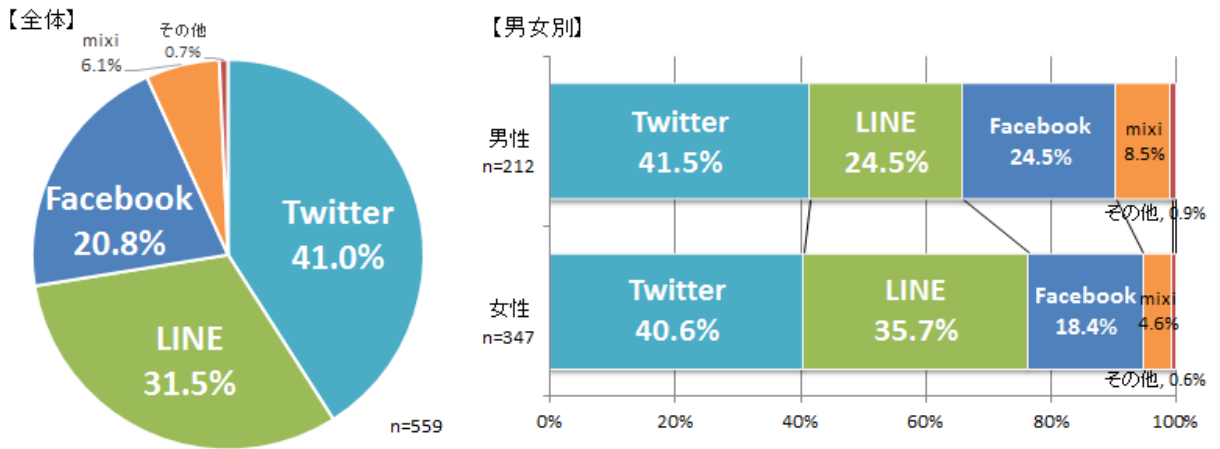 【全体】
その他
0.7%
mixi
6.1%
Twitter
41.0%
Facebook
20.8%
LINE
31.5%
n=559
【男女別】
男性
n=212
Twitter
41.5%
LINE
24.5%
Facebook
24.5%
mixi
8.5%
その他, 0.9%
女性
n=347
Twitter
40.6%
LINE
35.7%
Facebook
18.4%
mixi
4.6%
その他, 0.6%
0% 20% 40% 60% 80% 100%